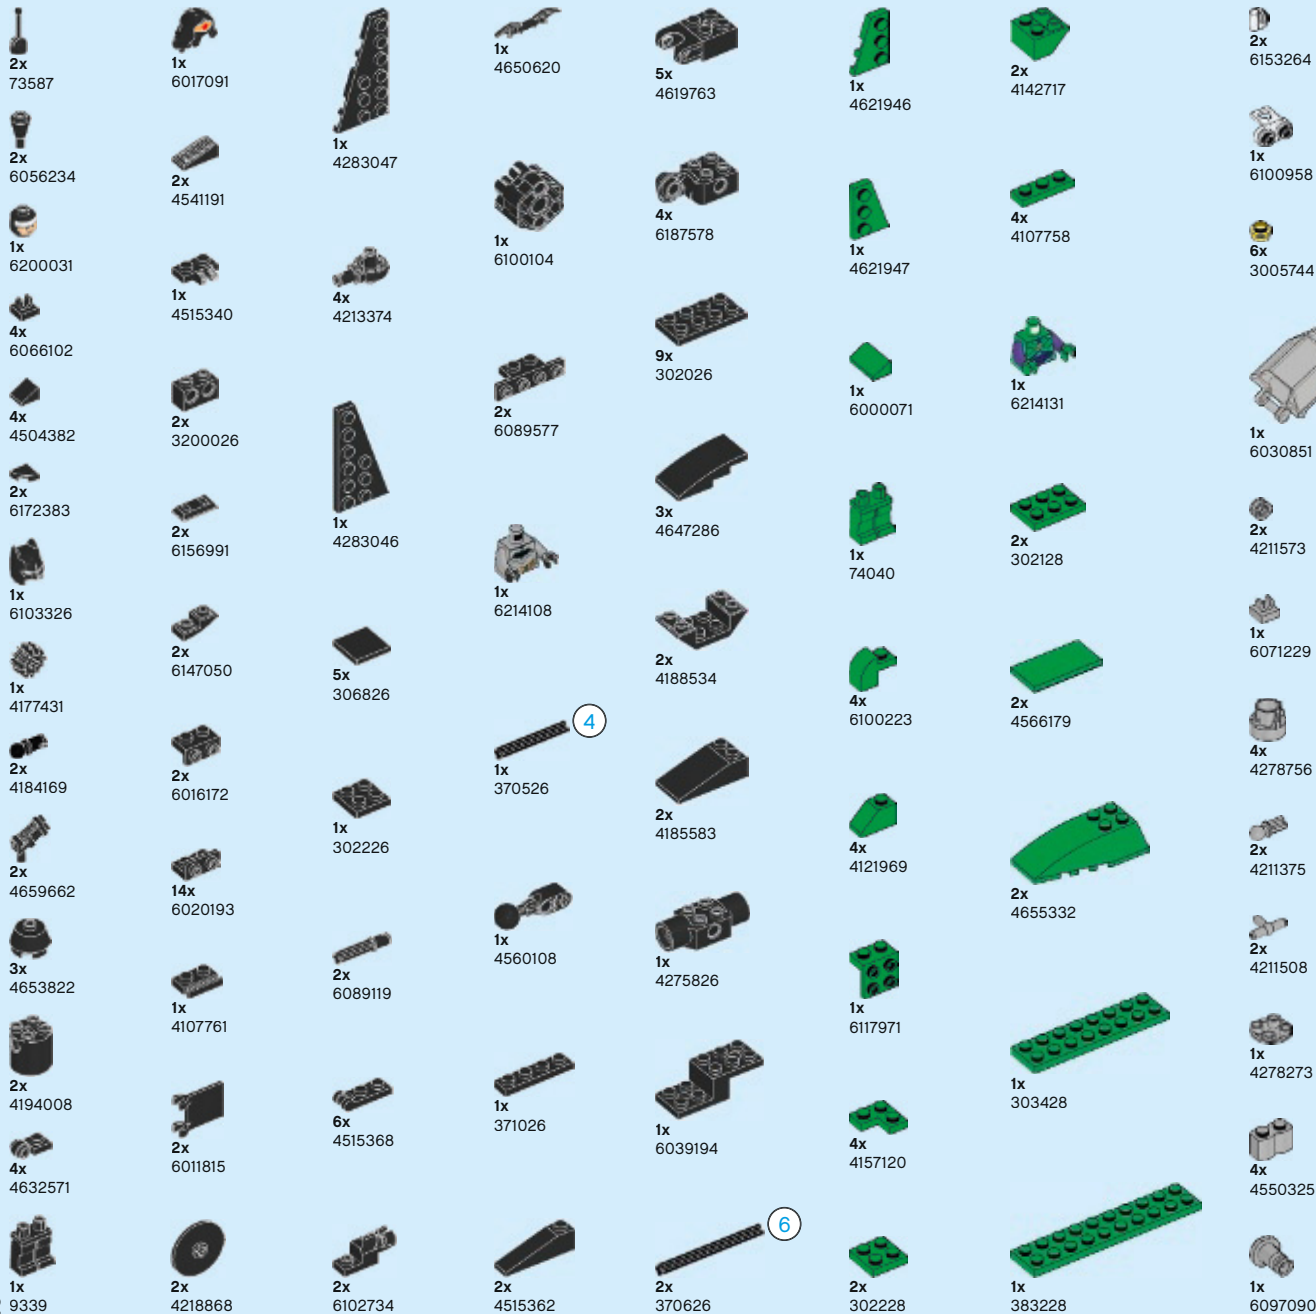 2x
73587
2x
6056234
1x
6200031
4x
6066102
4x
4504382
2x
6172383
1x
6103326
1x
4177431
2x
4184169
2x
4659662
3x
4653822
2x
4194008
4x
4632571
1x
9339
1x
6017091
2x
4541191
1x
4515340
2x
3200026
2x
6156991
2x
6147050
2x
6016172
14x
6020193
1x
4107761
2x
6011815
2x
4218868
1x
4283047
4x
4213374
1x
4283046
5x
306826
1x
302226
2x
6089119
6x
4515368
2x
6102734
1x
4650620
1x
6100104
2x
6089577
1x
6214108
4
1x
370526
1x
4560108
1x
371026
2x
4515362
5x
4619763
4x
6187578
9x
302026
3x
4647286
2x
4188534
2x
4185583
1x
4275826
1x
6039194
6
2x
370626
1x
4621946
1x
4621947
1x
6000071
1x
74040
4x
6100223
4x
4121969
1x
6117971
4x
4157120
2x
302228
2x
4142717
4x
4107758
1x
6214131
2x
302128
2x
4566179
2x
4655332
1x
303428
1x
383228
2x
6153264
1x
6100958
6x
3005744
1x
6030851
2x
4211573
1x
6071229
4x
4278756
2x
4211375
2x
4211508
1x
4278273
4x
4550325
1x
6097090